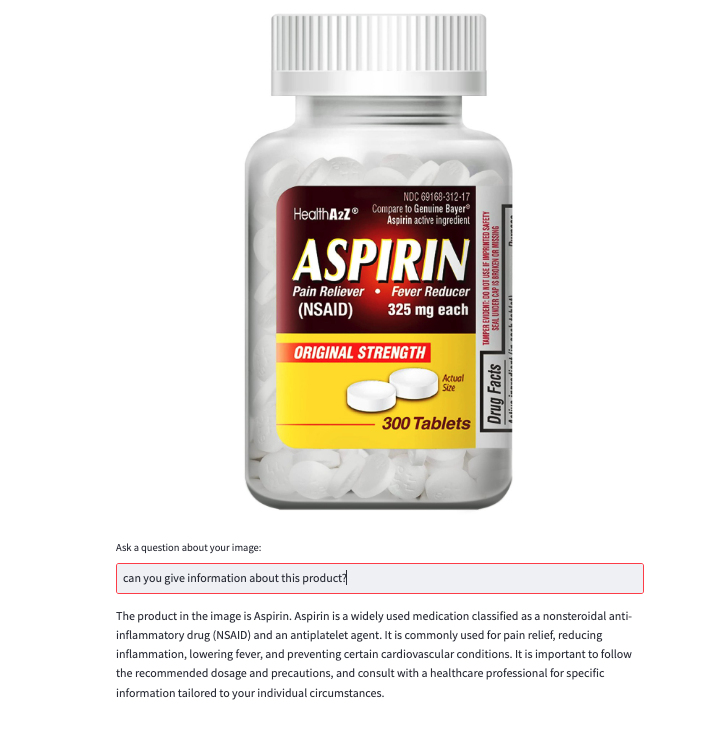 NDC 69168-312-17
HealthA2Z®
Compare to Genuine Bayer®
Aspirin active ingredient
ASPIRIN
Pain Reliever • Fever Reducer
(NSAID) 325 mg each
ORIGINAL STRENGTH
Actual
Size
300 Tablets
TAMPER EVIDENT: DO NOT USE IF IMPRINTED SAFETY
SEAL UNDER CAP IS BROKEN OR MISSING
Drug Facts
Ask a question about your image:
can you give information about this product?
The product in the image is Aspirin. Aspirin is a widely used medication classified as a nonsteroidal anti-
inflammatory drug (NSAID) and an antiplatelet agent. It is commonly used for pain relief, reducing
inflammation, lowering fever, and preventing certain cardiovascular conditions. It is important to follow
the recommended dosage and precautions, and consult with a healthcare professional for specific
information tailored to your individual circumstances.